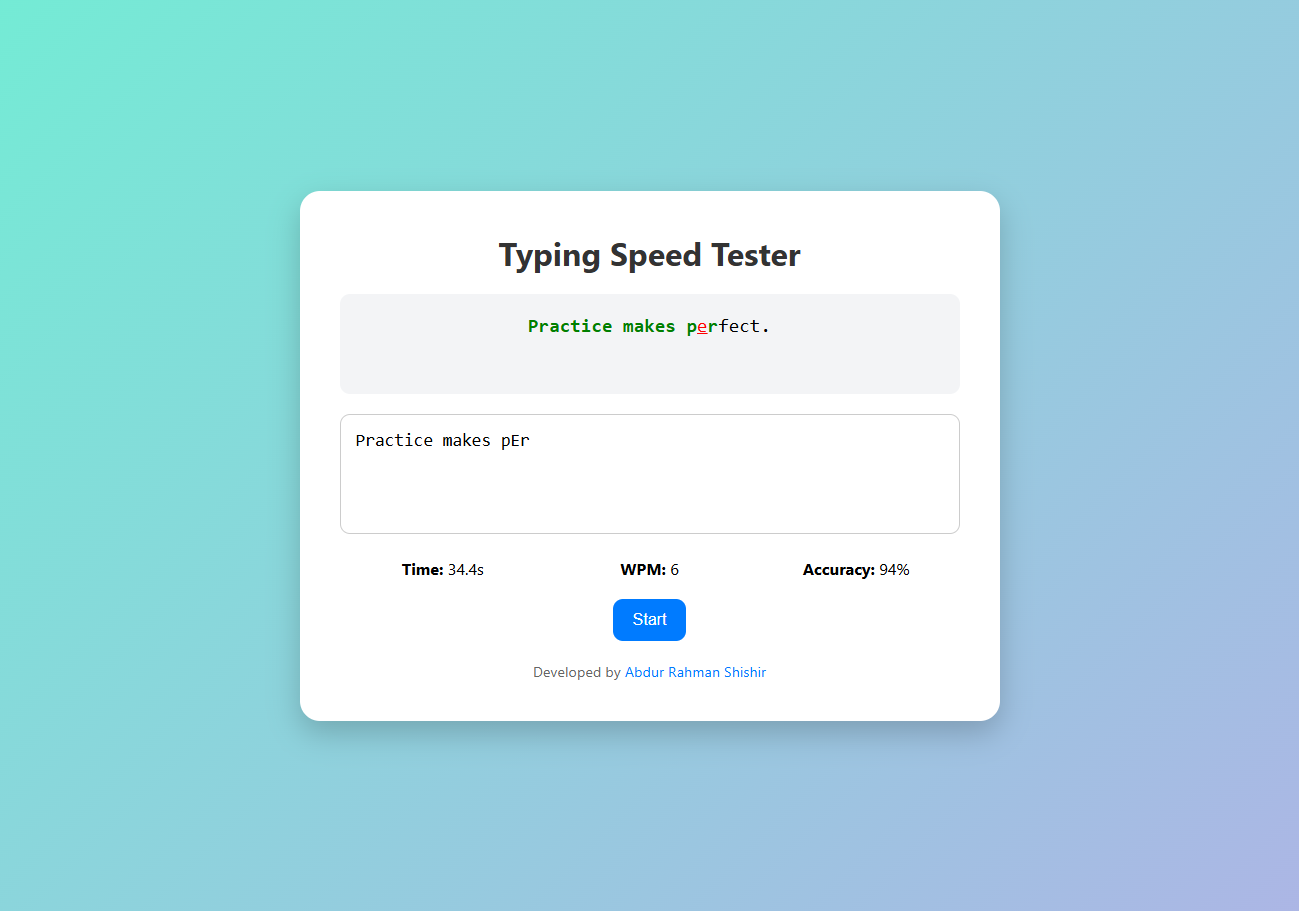 Typing Speed Tester
Practice makes perfect.
Practice makes pEr
Time: 34.4s WPM: 6 Accuracy: 94%
Start
Developed by Abdur Rahman Shishir